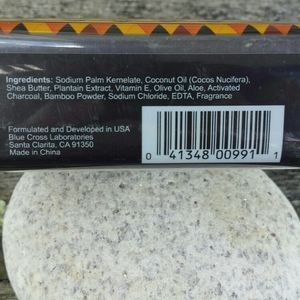 Ingredients: Sodium Palm Kernelate, Coconut Oil (Cocos Nucifera),
Shea Butter, Plantain Extract, Vitamin E, Olive Oil, Aloe, Activated
Charcoal, Bamboo Powder, Sodium Chloride, EDTA, Fragrance
Formulated and Developed in USA
Blue Cross Laboratories
Santa Clarita, CA 91350
Made in China
0 41348 00991 1